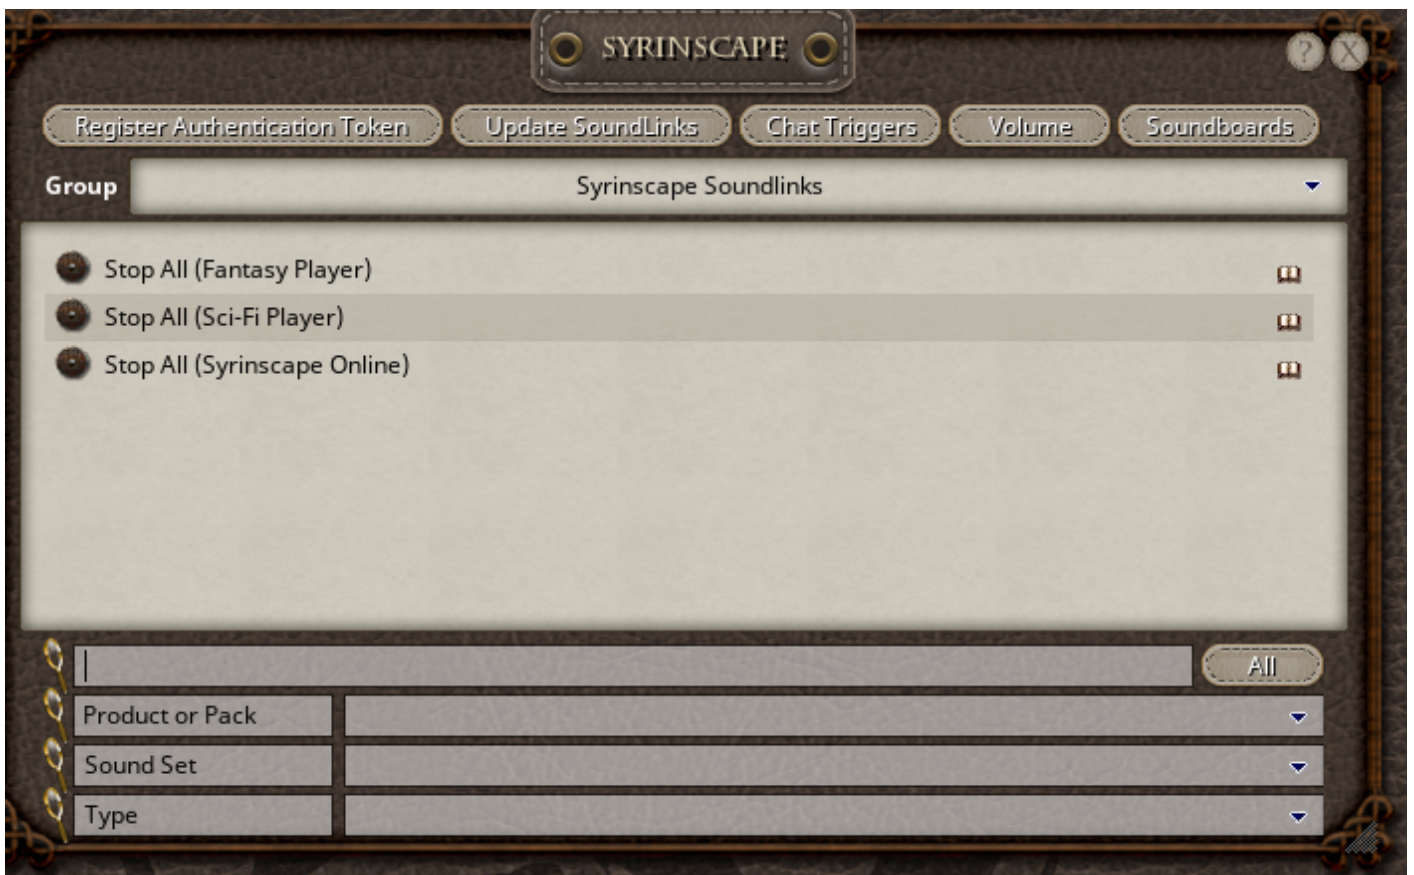 SYRINSCAPE
? X
Register Authentication Token Update SoundLinks Chat Triggers Volume Soundboards
Group Syrinscape Soundlinks
Stop All (Fantasy Player)
Stop All (Sci-Fi Player)
Stop All (Syrinscape Online)
All
Product or Pack
Sound Set
Type